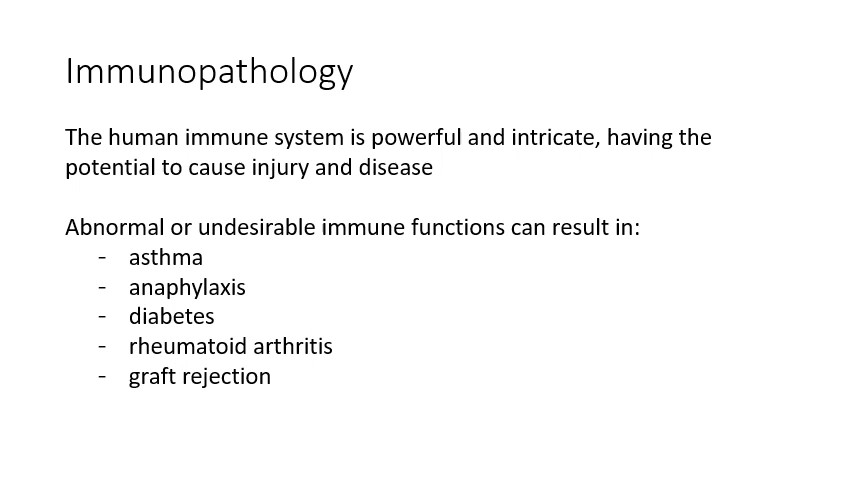 Immunopathology
The human immune system is powerful and intricate, having the
potential to cause injury and disease
Abnormal or undesirable immune functions can result in:
- asthma
- anaphylaxis
- diabetes
- rheumatoid arthritis
- graft rejection